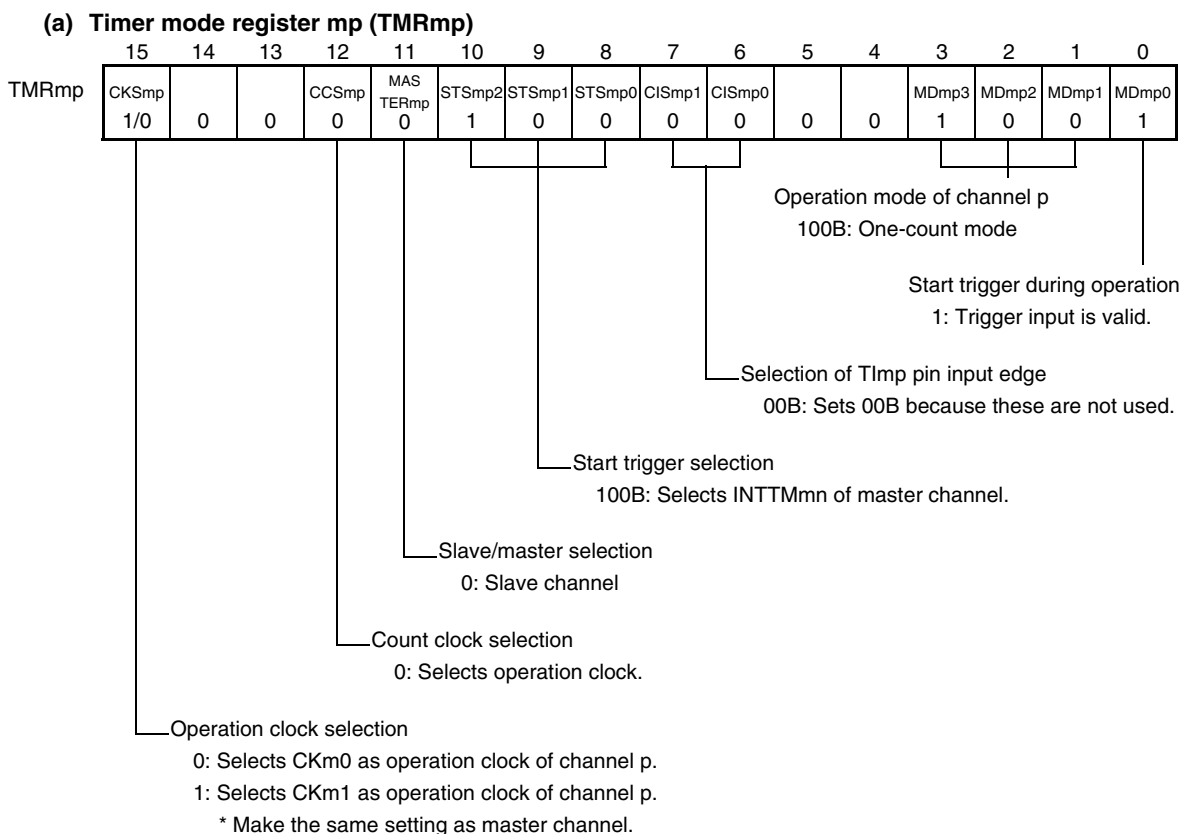 (a) Timer mode register mp (TMRmp)
15 14 13 12 11 10 9 8 7 6 5 4 3 2 1 0
TMRmp CKSmp CCSmp MAS TERmp STSmp2 STSmp1 STSmp0 CISmp1 CISmp0 MDmp3 MDmp2 MDmp1 MDmp0
1/0 0 0 0 0 1 0 0 0 0 0 0 1 0 0 1
Operation mode of channel p
100B: One-count mode
Start trigger during operation
1: Trigger input is valid.
Selection of TImp pin input edge
00B: Sets 00B because these are not used.
Start trigger selection
100B: Selects INTTMmn of master channel.
Slave/master selection
0: Slave channel
Count clock selection
0: Selects operation clock.
Operation clock selection
0: Selects CKm0 as operation clock of channel p.
1: Selects CKm1 as operation clock of channel p.
* Make the same setting as master channel.